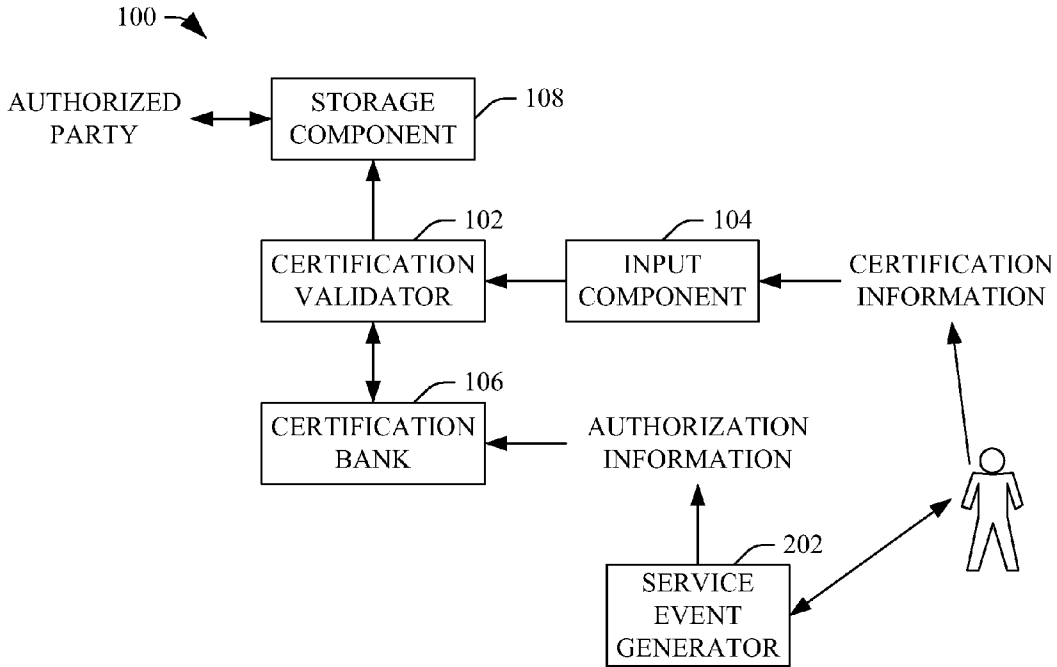 100
AUTHORIZED
PARTY
STORAGE
COMPONENT
108
102
CERTIFICATION
VALIDATOR
104
INPUT
COMPONENT
CERTIFICATION
INFORMATION
106
CERTIFICATION
BANK
AUTHORIZATION
INFORMATION
202
SERVICE
EVENT
GENERATOR